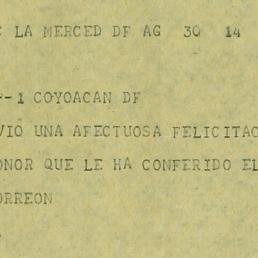 LA MERCED DF AG 30 14
--1 COYOACAN DF
VIO UNA AFECTUOSA FELICITAC
ONOR QUE LE HA CONFERIDO EL
ORREON